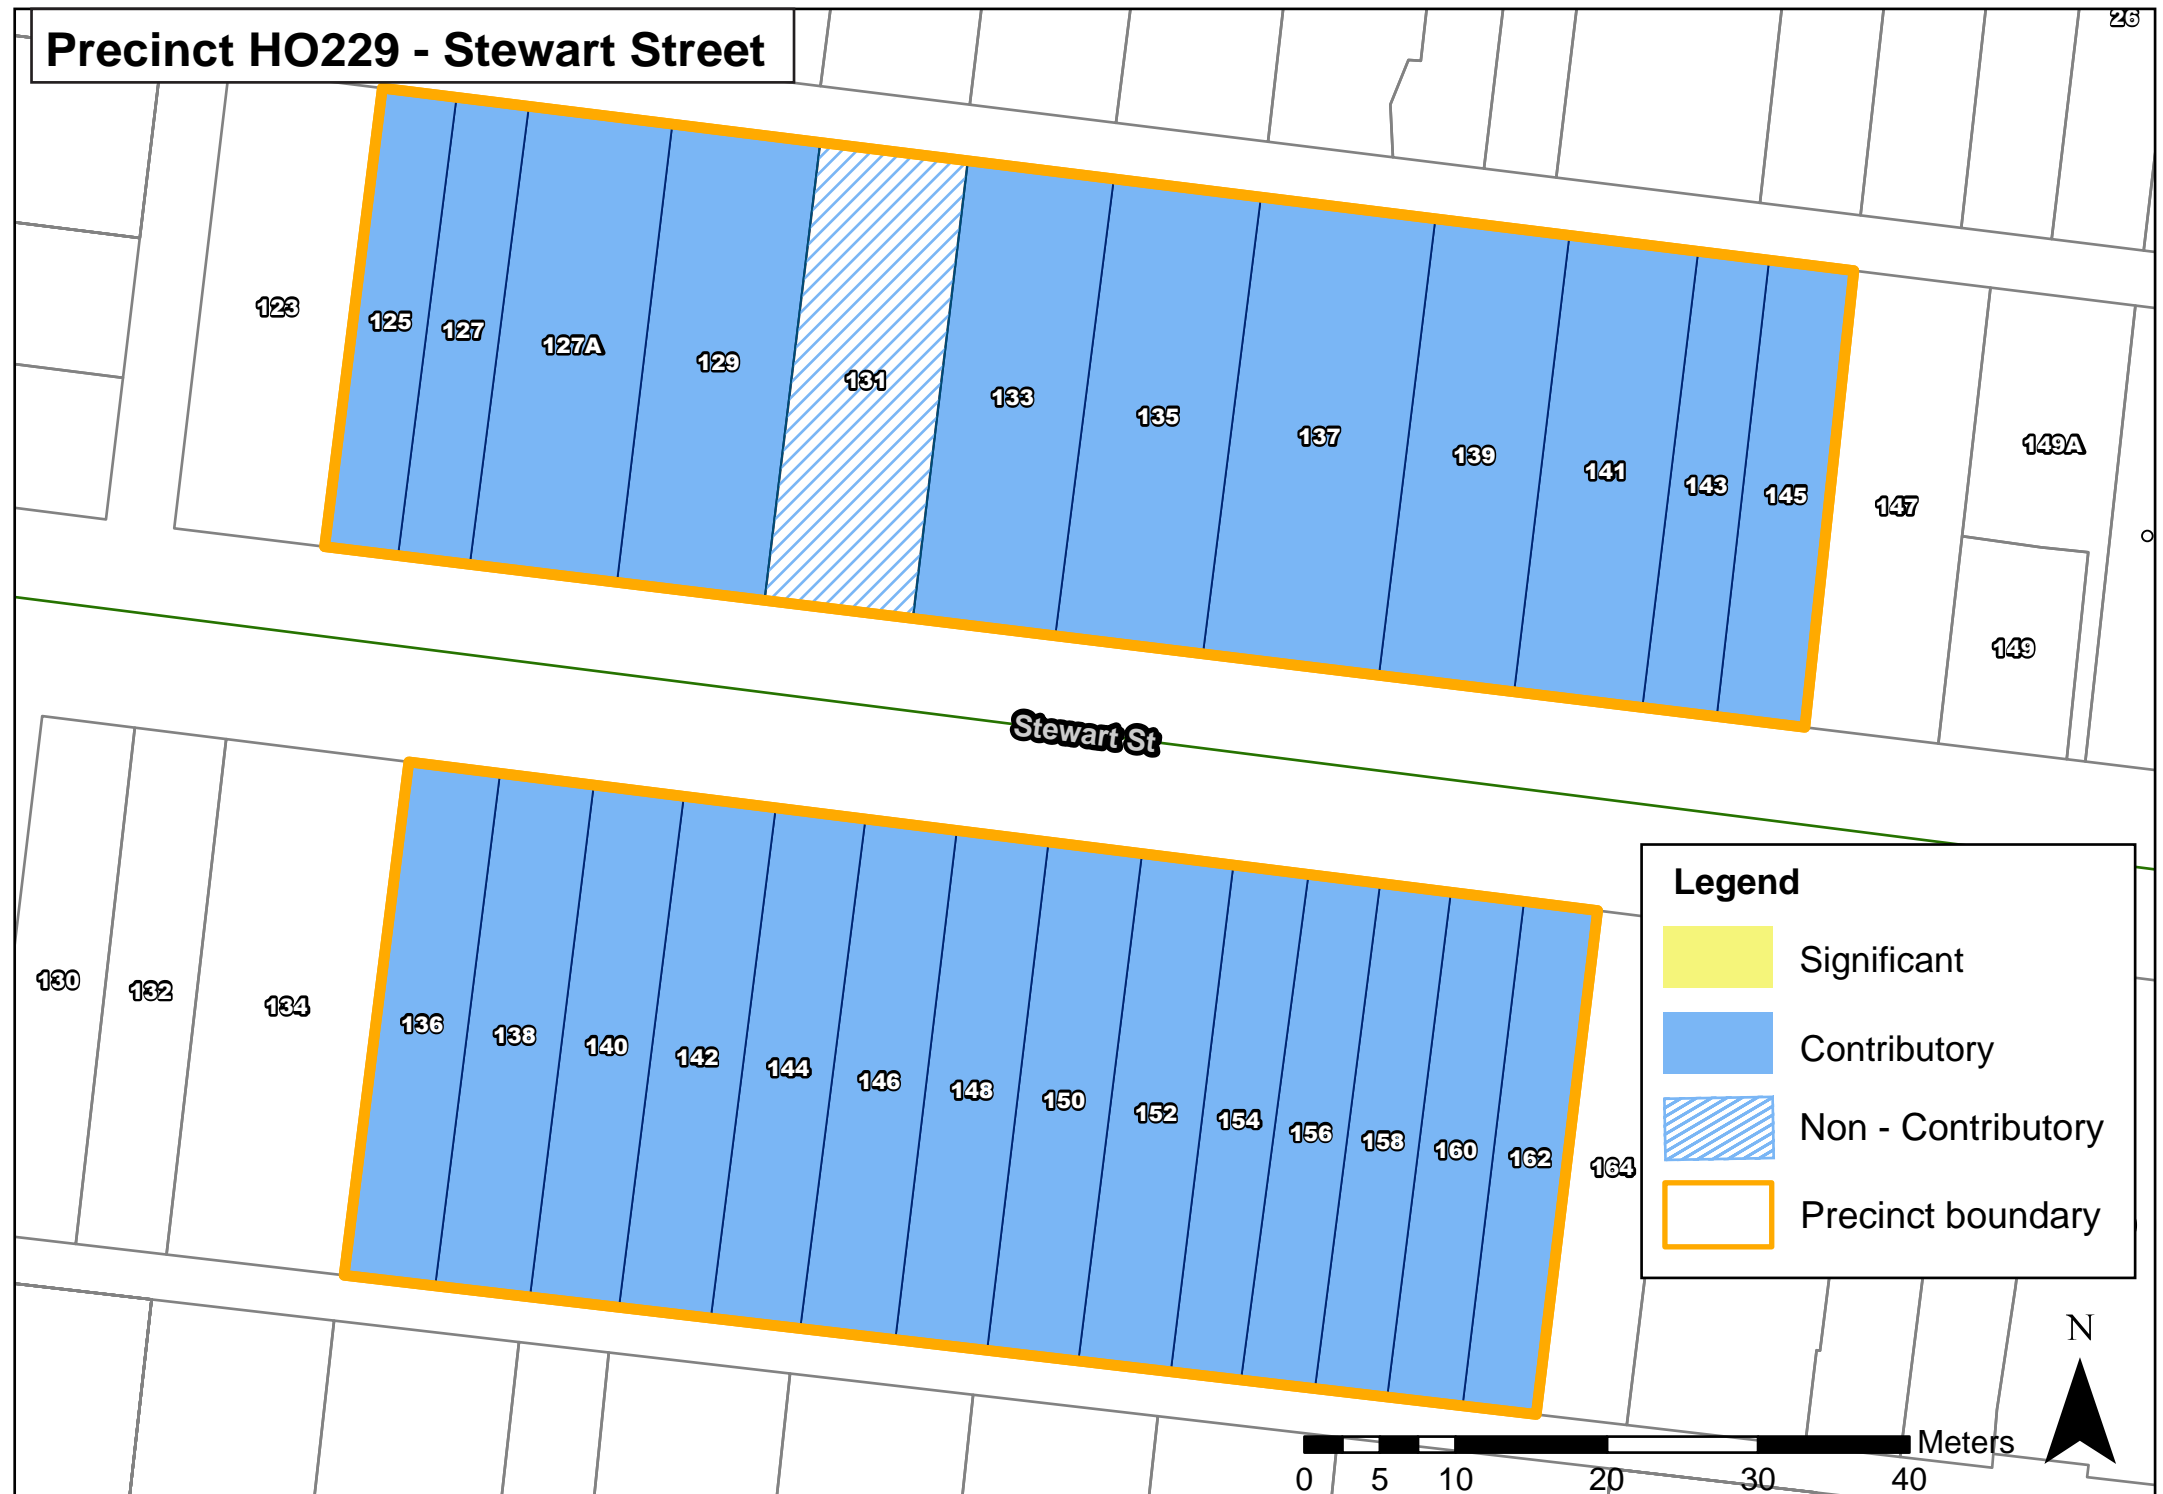 Precinct HO229 - Stewart Street
26
123
125
127
127A
129
131
133
135
137
139
141
143
145
147
149A
149
Stewart St
130
132
134
136
138
140
142
144
146
148
150
152
154
156
158
160
162
164
Legend
Significant
Contributory
Non - Contributory
Precinct boundary
N
Meters
0 5 10 20 30 40